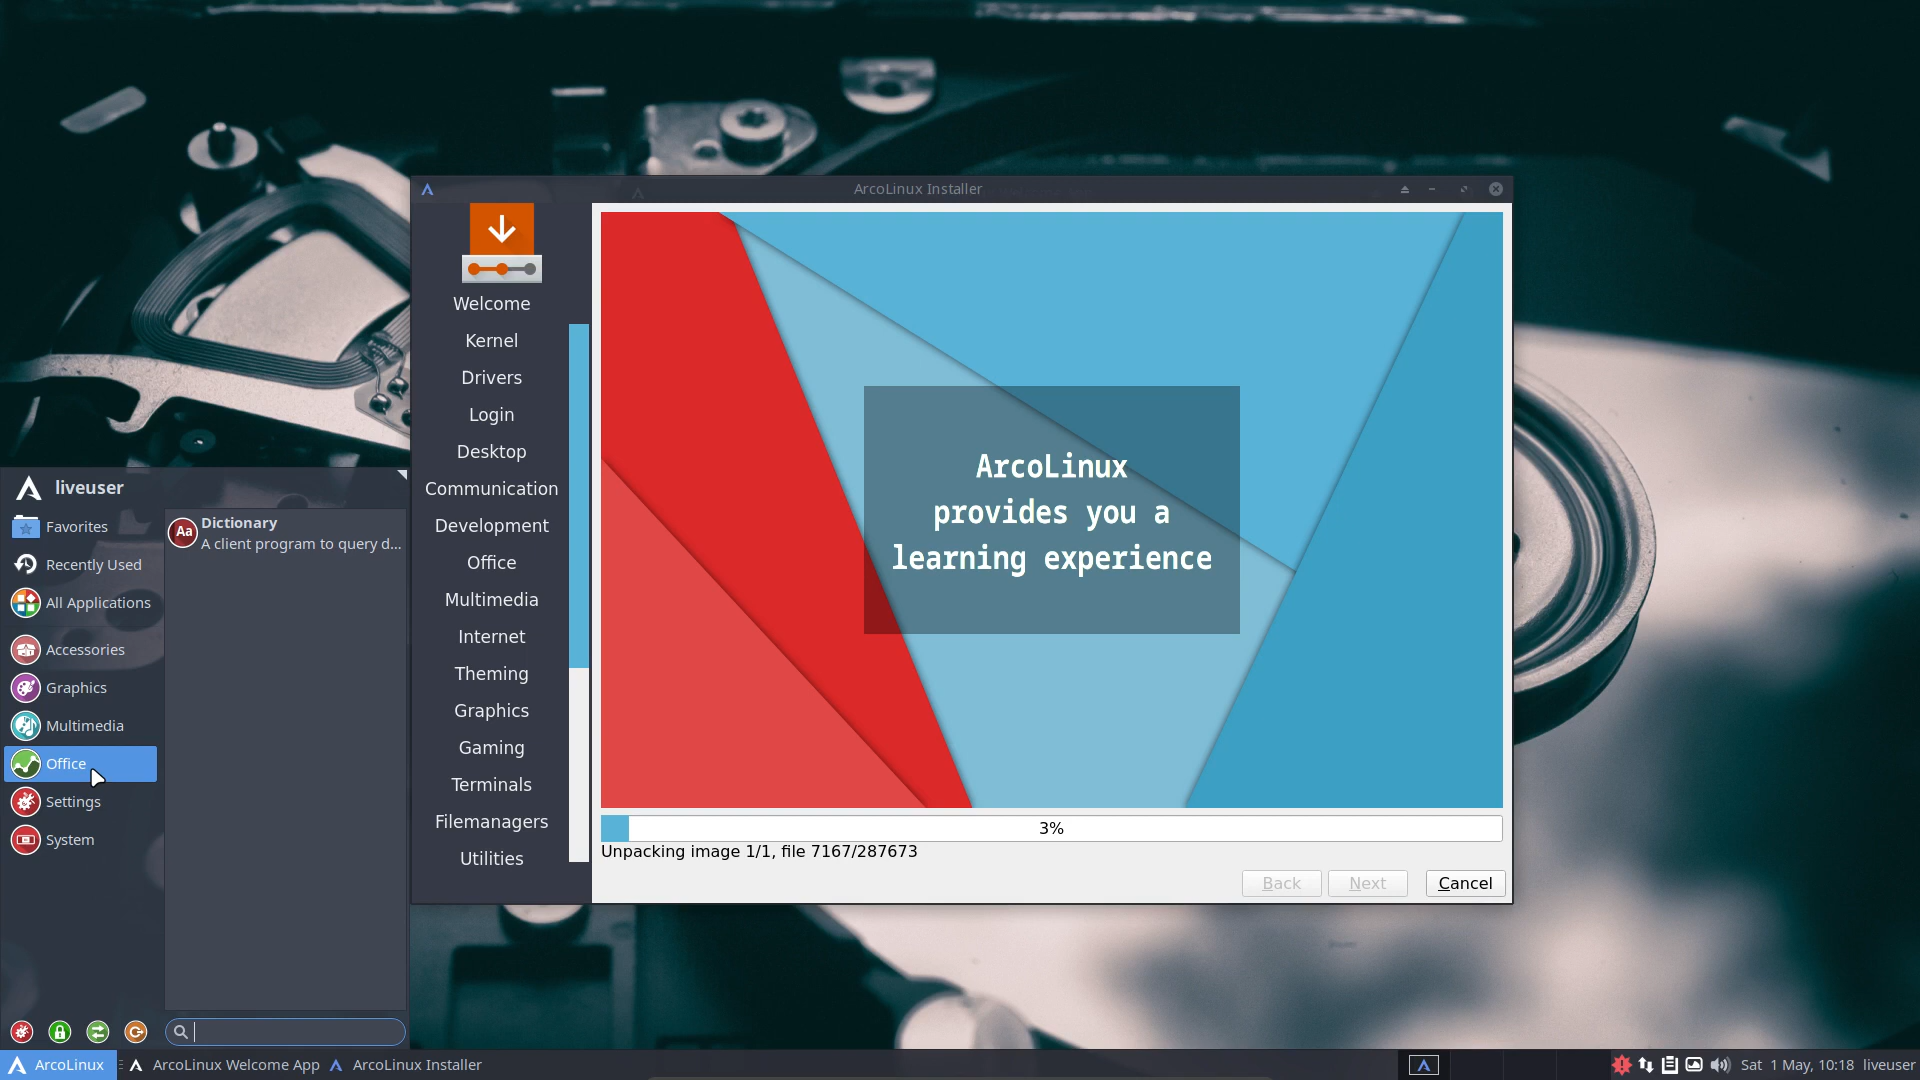 ArcoLinux Installer
Welcome
Kernel
Drivers
Login
Desktop
Communication
Development
Office
Multimedia
Internet
Theming
Graphics
Gaming
Terminals
Filemanagers
Utilities
ArcoLinux
provides you a
learning experience
3%
Unpacking image 1/1, file 7167/287673
Back
Next
Cancel
liveuser
Favorites
Recently Used
All Applications
Accessories
Graphics
Multimedia
Office
Settings
System
Aa
Dictionary
A client program to query d...
ArcoLinux
ArcoLinux Welcome App
ArcoLinux Installer
Sat 1 May, 10:18
liveuser